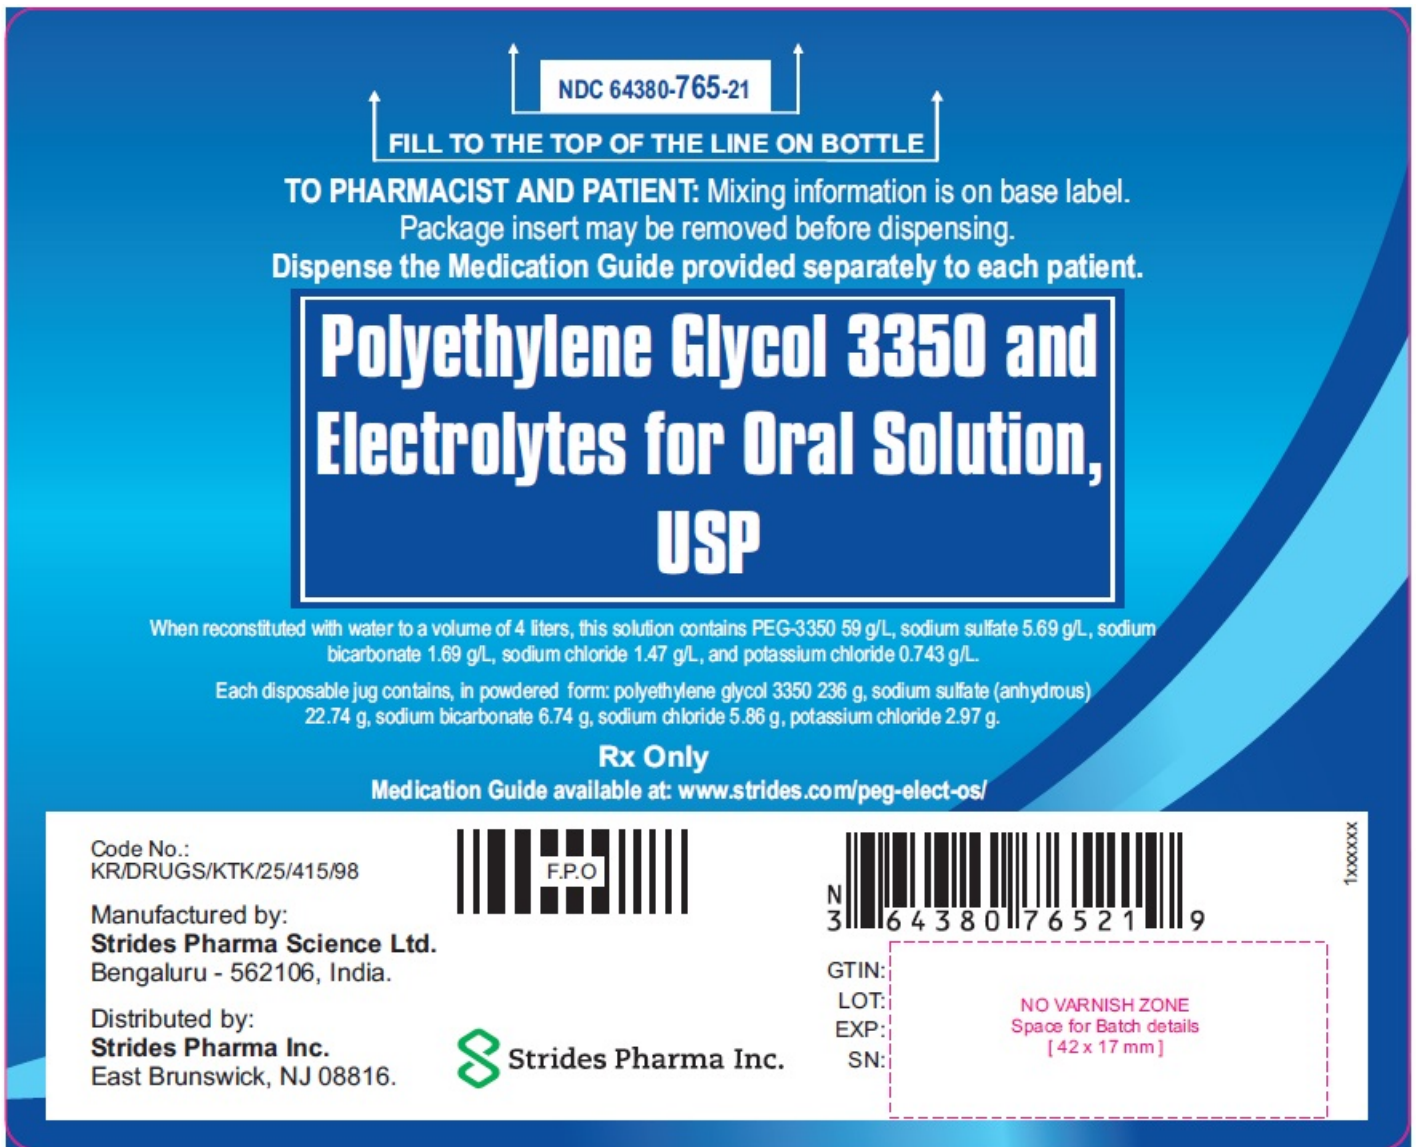 NDC 64380-765-21
FILL TO THE TOP OF THE LINE ON BOTTLE
TO PHARMACIST AND PATIENT: Mixing information is on base label.
Package insert may be removed before dispensing.
Dispense the Medication Guide provided separately to each patient.
Polyethylene Glycol 3350 and
Electrolytes for Oral Solution,
USP
When reconstituted with water to a volume of 4 liters, this solution contains PEG-3350 59 g/L, sodium sulfate 5.69 g/L, sodium
bicarbonate 1.69 g/L, sodium chloride 1.47 g/L, and potassium chloride 0.743 g/L.
Each disposable jug contains, in powdered form: polyethylene glycol 3350 236 g, sodium sulfate (anhydrous)
22.74 g, sodium bicarbonate 6.74 g, sodium chloride 5.86 g, potassium chloride 2.97 g.
Rx Only
Medication Guide available at: www.strides.com/peg-elect-os/
Code No.:
KR/DRUGS/KTK/25/415/98
Manufactured by:
Strides Pharma Science Ltd.
Bengaluru - 562106, India.
Distributed by:
Strides Pharma Inc.
East Brunswick, NJ 08816.
F.P.O
Strides Pharma Inc.
N
3 64380 76521 9
GTIN:
LOT:
EXP:
SN:
NO VARNISH ZONE
Space for Batch details
[ 42 x 17 mm ]
1xxxxxx